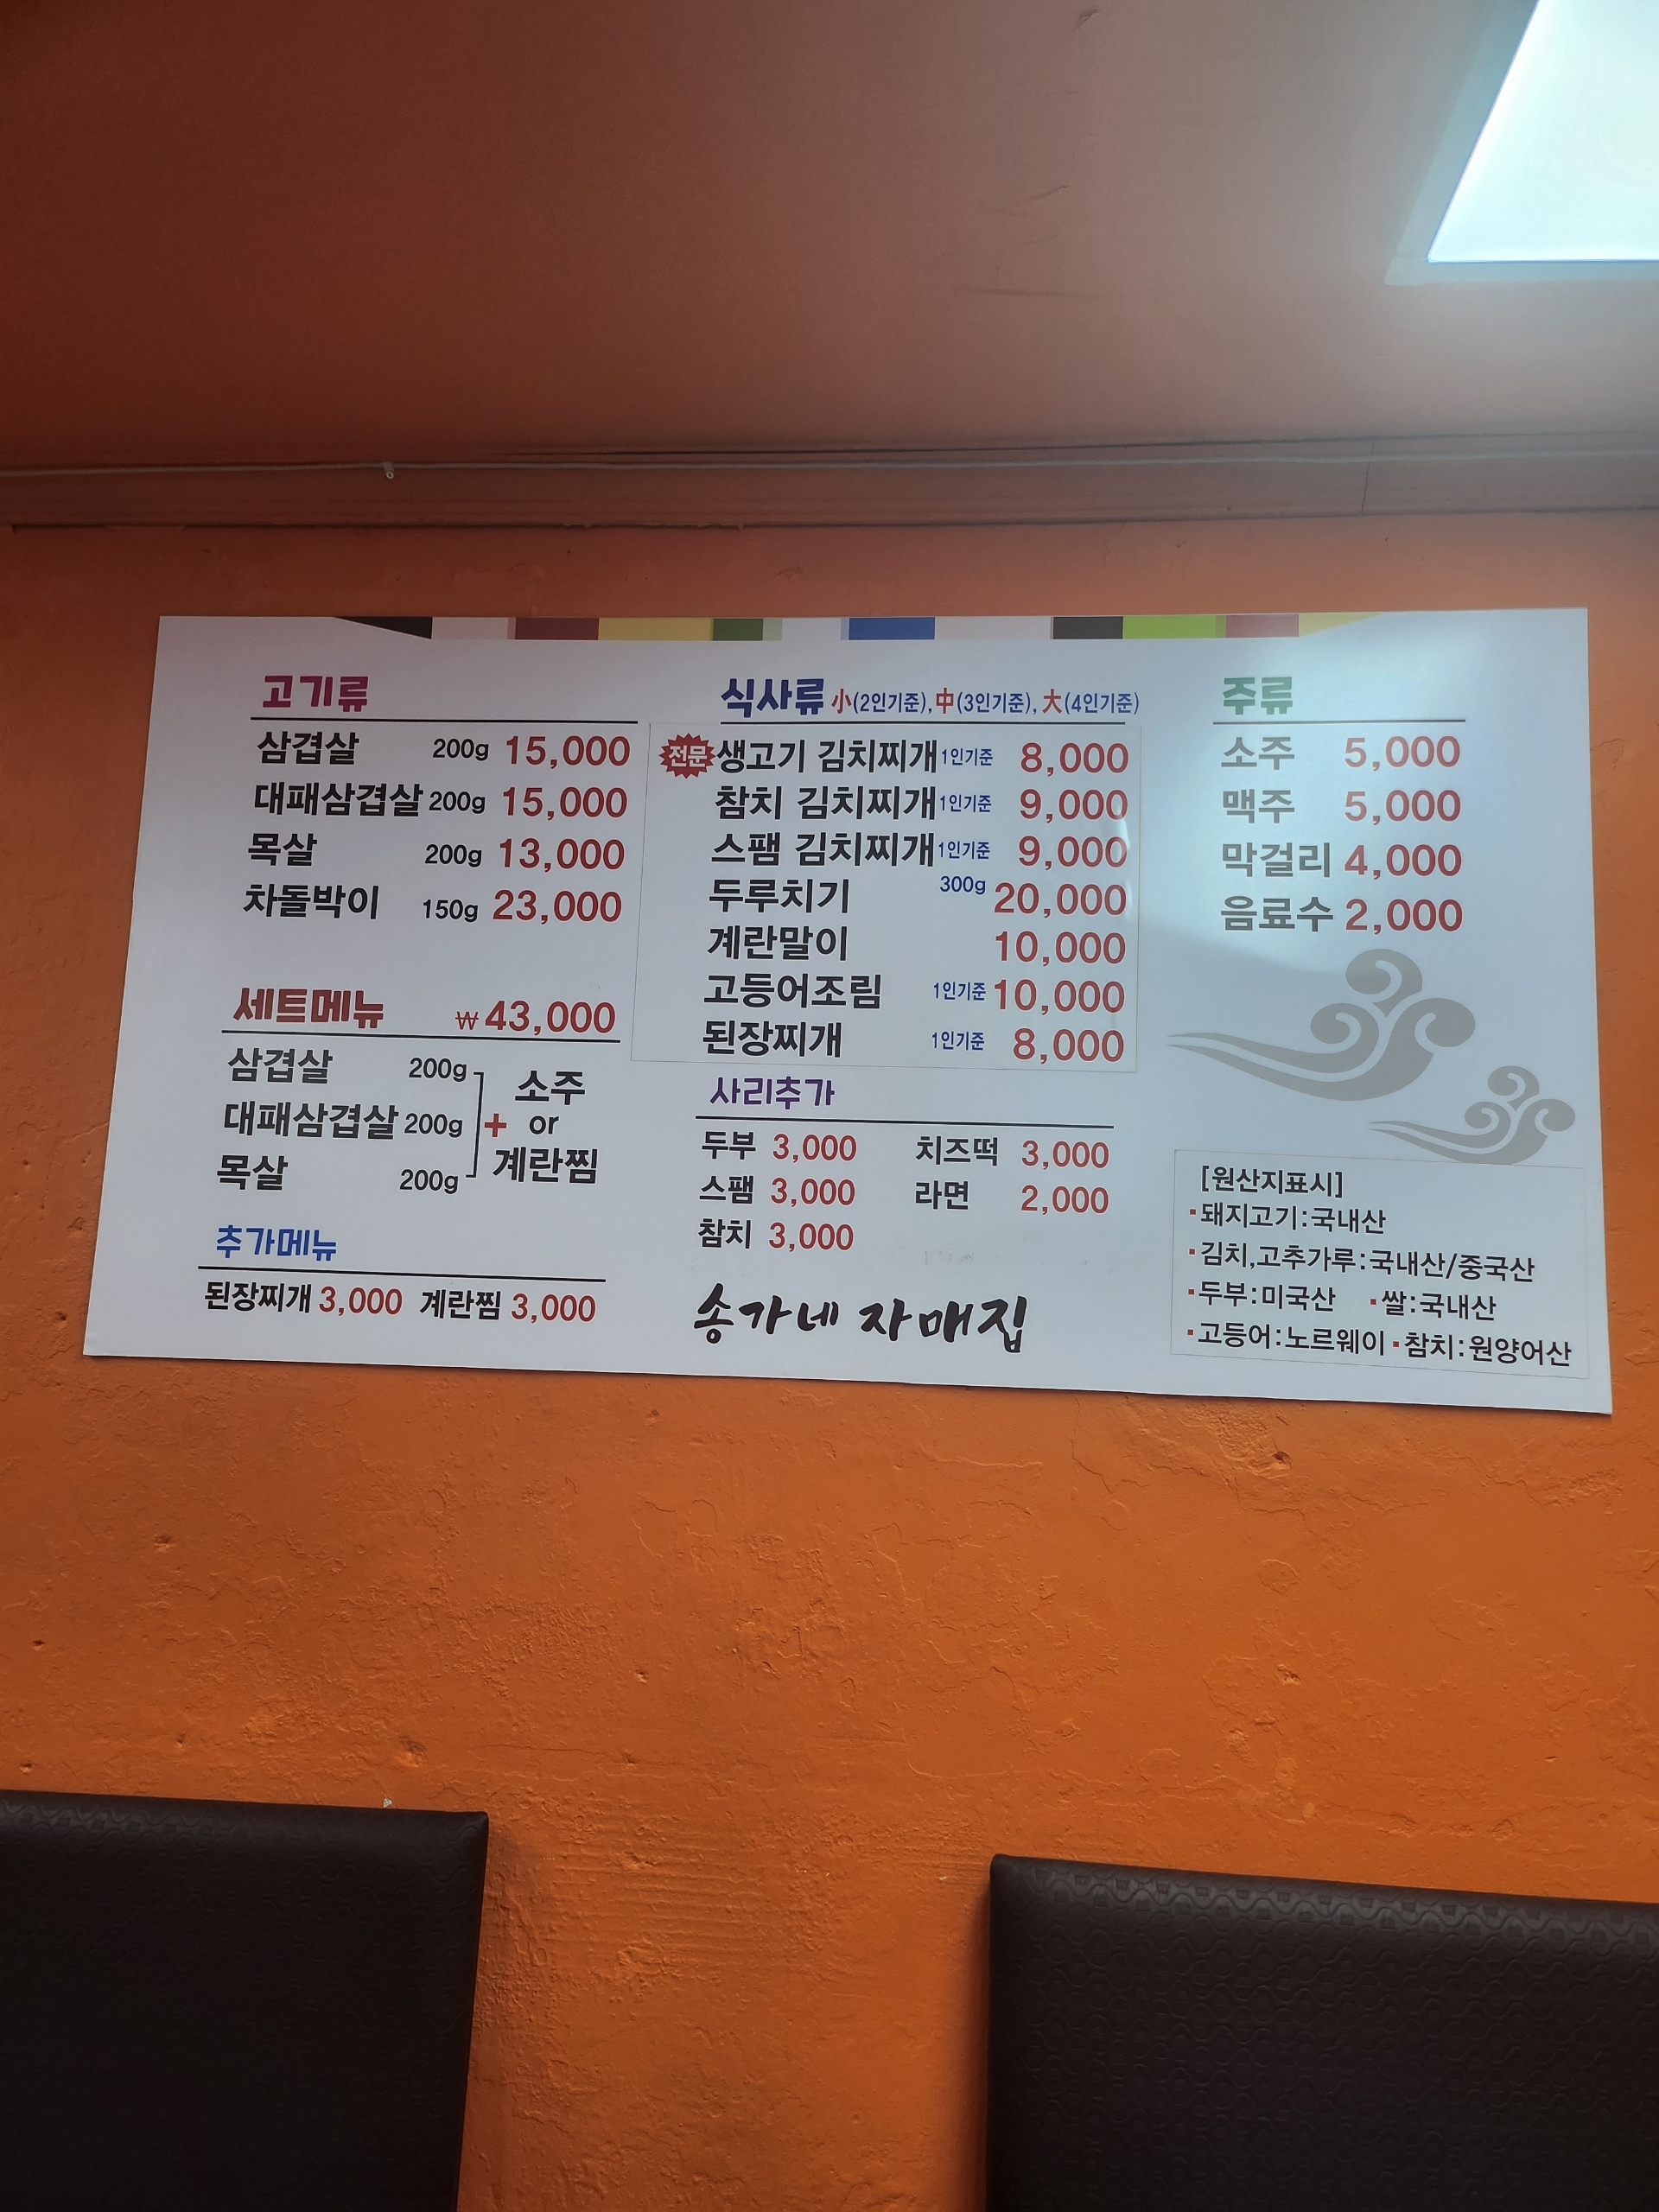 고기류
삼겹살 200g 15,000
대패삼겹살 200g 15,000
목살 200g 13,000
차돌박이 150g 23,000
세트메뉴 ₩43,000
삼겹살 200g
대패삼겹살 200g
목살 200g
+
소주
or
계란찜
추가메뉴
된장찌개 3,000 계란찜 3,000
식사류 小(2인기준), 中(3인기준), 大(4인기준)
전문 생고기 김치찌개 1인기준 8,000
참치 김치찌개 1인기준 9,000
스팸 김치찌개 1인기준 9,000
두루치기 300g 20,000
계란말이 10,000
고등어조림 1인기준 10,000
된장찌개 1인기준 8,000
사리추가
두부 3,000 치즈떡 3,000
스팸 3,000 라면 2,000
참치 3,000
송가네 자매집
주류
소주 5,000
맥주 5,000
막걸리 4,000
음료수 2,000
[원산지표시]
·돼지고기:국내산
·김치,고추가루:국내산/중국산
·두부:미국산 ·쌀:국내산
·고등어:노르웨이 ·참치:원양어산